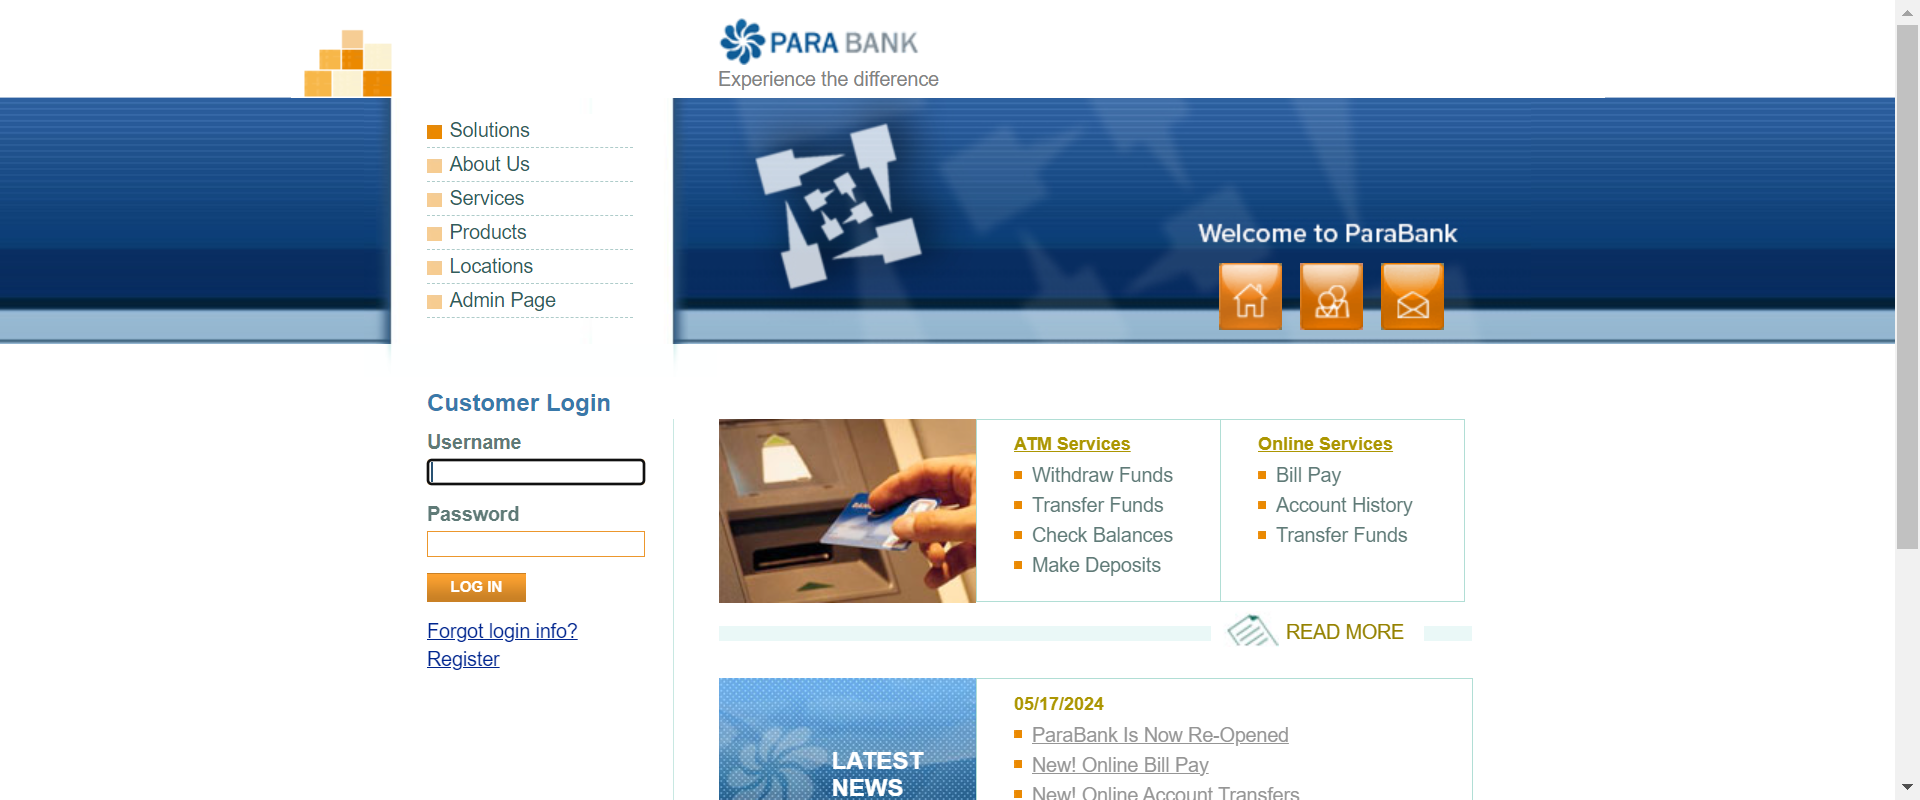 PARA BANK
Experience the difference
Solutions
About Us
Services
Products
Locations
Admin Page
Welcome to ParaBank
Customer Login
Username
Password
LOG IN
Forgot login info?
Register
ATM Services
Withdraw Funds
Transfer Funds
Check Balances
Make Deposits
Online Services
Bill Pay
Account History
Transfer Funds
READ MORE
LATEST
NEWS
05/17/2024
ParaBank Is Now Re-Opened
New! Online Bill Pay
New! Online Account Transfers